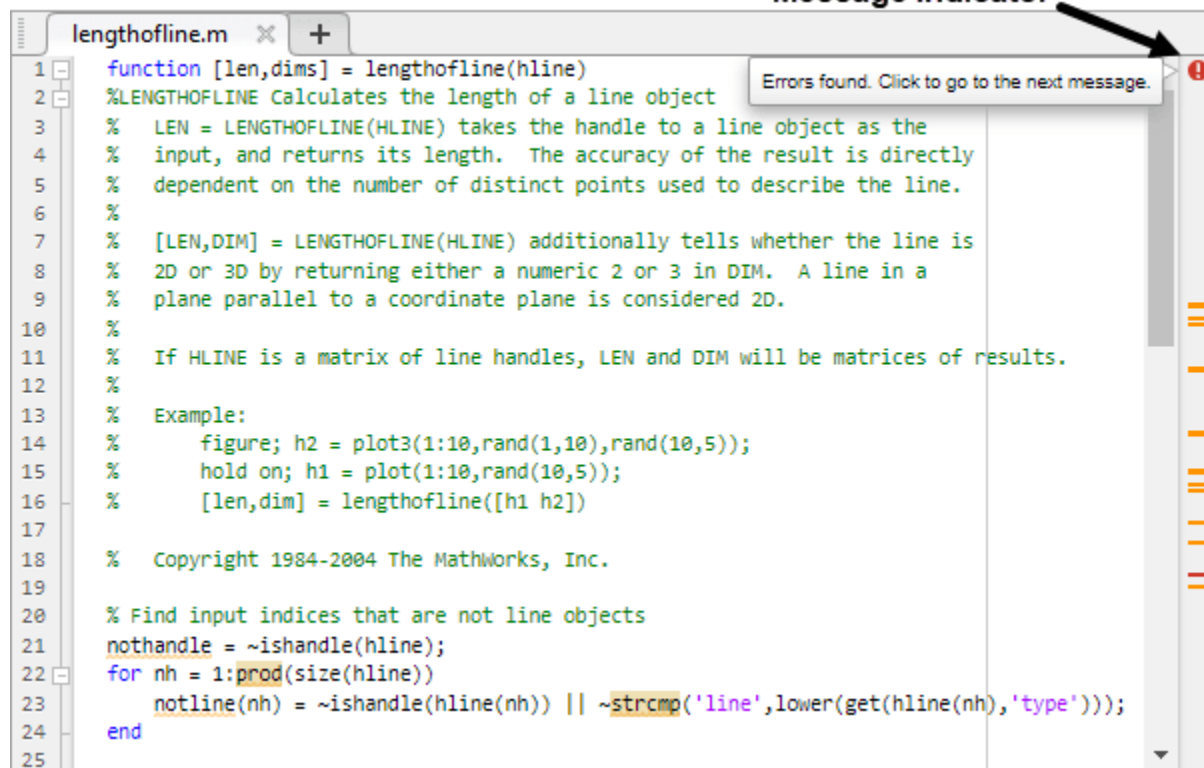 Message Indicator
lengthofline.m × +
Errors found. Click to go to the next message.
1 function [len,dims] = lengthofline(hline)
2 %LENGTHOFLINE Calculates the length of a line object
3 %   LEN = LENGTHOFLINE(HLINE) takes the handle to a line object as the
4 %   input, and returns its length.  The accuracy of the result is directly
5 %   dependent on the number of distinct points used to describe the line.
6 %
7 %   [LEN,DIM] = LENGTHOFLINE(HLINE) additionally tells whether the line is
8 %   2D or 3D by returning either a numeric 2 or 3 in DIM.  A line in a
9 %   plane parallel to a coordinate plane is considered 2D.
10 %
11 %   If HLINE is a matrix of line handles, LEN and DIM will be matrices of results.
12 %
13 %   Example:
14 %       figure; h2 = plot3(1:10,rand(1,10),rand(10,5));
15 %       hold on; h1 = plot(1:10,rand(10,5));
16 %       [len,dim] = lengthofline([h1 h2])
17
18 %   Copyright 1984-2004 The MathWorks, Inc.
19
20 % Find input indices that are not line objects
21 nothandle = ~ishandle(hline);
22 for nh = 1:prod(size(hline))
23     notline(nh) = ~ishandle(hline(nh)) || ~strcmp('line',lower(get(hline(nh),'type')));
24 end
25